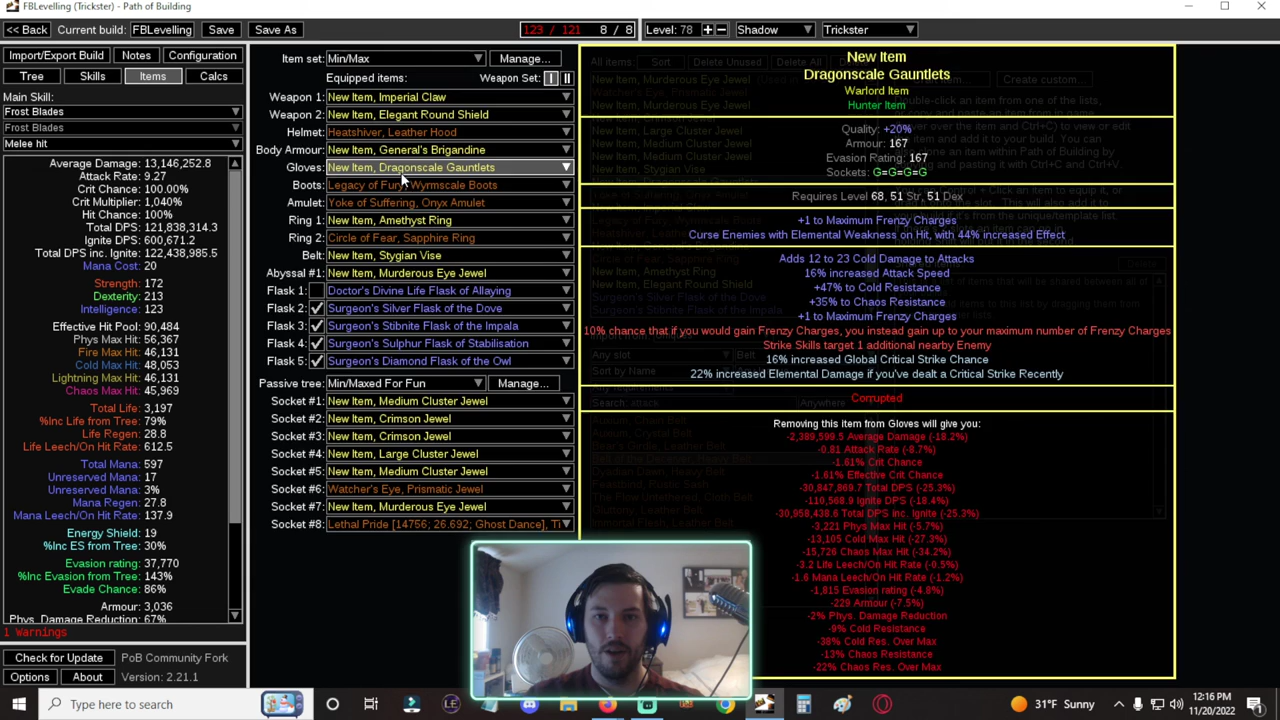 FBLevelling (Trickster) - Path of Building
<< Back Current build: FBLevelling Save Save As 123 / 121 8 / 8 Level: 78 Shadow Trickster
Import/Export Build Notes Configuration
Tree Skills Items Calcs
Main Skill:
Frost Blades
Frost Blades
Melee hit
Average Damage: 13,146,252.8
Attack Rate: 9.27
Crit Chance: 100.00%
Crit Multiplier: 1,040%
Hit Chance: 100%
Total DPS: 121,838,314.3
Ignite DPS: 600,671.2
Total DPS inc. Ignite: 122,438,985.5
Mana Cost: 20
Strength: 172
Dexterity: 213
Intelligence: 123
Effective Hit Pool: 90,484
Phys Max Hit: 56,367
Fire Max Hit: 46,131
Cold Max Hit: 48,053
Lightning Max Hit: 46,131
Chaos Max Hit: 45,969
Total Life: 3,197
%Inc Life from Tree: 79%
Life Regen: 28.8
Life Leech/On Hit Rate: 612.5
Total Mana: 597
Unreserved Mana: 17
Unreserved Mana: 3%
Mana Regen: 27.8
Mana Leech/On Hit Rate: 137.9
Energy Shield: 19
%Inc ES from Tree: 30%
Evasion rating: 37,770
%Inc Evasion from Tree: 143%
Evade Chance: 86%
Armour: 3,036
Phys. Damage Reduction: 67%
1 Warnings
Check for Update PoB Community Fork
Options About Version: 2.21.1
Item set: Min/Max Manage...
Equipped items: Weapon Set: I II
Weapon 1: New Item, Imperial Claw
Weapon 2: New Item, Elegant Round Shield
Helmet: Heatshiver, Leather Hood
Body Armour: New Item, General's Brigandine
Gloves: New Item, Dragonscale Gauntlets
Boots: Legacy of Fury, Wyrmscale Boots
Amulet: Yoke of Suffering, Onyx Amulet
Ring 1: New Item, Amethyst Ring
Ring 2: Circle of Fear, Sapphire Ring
Belt: New Item, Stygian Vise
Abyssal #1: New Item, Murderous Eye Jewel
Flask 1: Doctor's Divine Life Flask of Allaying
Flask 2: Surgeon's Silver Flask of the Dove
Flask 3: Surgeon's Stibnite Flask of the Impala
Flask 4: Surgeon's Sulphur Flask of Stabilisation
Flask 5: Surgeon's Diamond Flask of the Owl
Passive tree: Min/Maxed For Fun Manage...
Socket #1: New Item, Medium Cluster Jewel
Socket #2: New Item, Crimson Jewel
Socket #3: New Item, Crimson Jewel
Socket #4: New Item, Large Cluster Jewel
Socket #5: New Item, Medium Cluster Jewel
Socket #6: Watcher's Eye, Prismatic Jewel
Socket #7: New Item, Murderous Eye Jewel
Socket #8: Lethal Pride [14756; 26.692; Ghost Dance], Ti
New Item
Dragonscale Gauntlets
Warlord Item
Hunter Item
Quality: +20%
Armour: 167
Evasion Rating: 167
Sockets: G=G=G=G
Requires Level 68, 51 Str, 51 Dex
+1 to Maximum Frenzy Charges
Curse Enemies with Elemental Weakness on Hit, with 44% increased Effect
Adds 12 to 23 Cold Damage to Attacks
16% increased Attack Speed
+47% to Cold Resistance
+35% to Chaos Resistance
+1 to Maximum Frenzy Charges
10% chance that if you would gain Frenzy Charges, you instead gain up to your maximum number of Frenzy Charges
Strike Skills target 1 additional nearby Enemy
16% increased Global Critical Strike Chance
22% increased Elemental Damage if you've dealt a Critical Strike Recently
Corrupted
Removing this item from Gloves will give you:
-2,389,599.5 Average Damage (-18.2%)
-0.81 Attack Rate (-8.7%)
-1.61% Crit Chance
-1.61% Effective Crit Chance
-30,847,869.7 Total DPS (-25.3%)
-110,568.9 Ignite DPS (-18.4%)
-30,958,438.6 Total DPS inc. Ignite (-25.3%)
-3,221 Phys Max Hit (-5.7%)
-13,105 Cold Max Hit (-27.3%)
-15,726 Chaos Max Hit (-34.2%)
-3.2 Life Leech/On Hit Rate (-0.5%)
-1.6 Mana Leech/On Hit Rate (-1.2%)
-1,815 Evasion rating (-4.8%)
-229 Armour (-7.5%)
-2% Phys. Damage Reduction
-9% Cold Resistance
-38% Cold Res. Over Max
-13% Chaos Resistance
-22% Chaos Res. Over Max
Type here to search
31°F Sunny
12:16 PM
11/20/2022